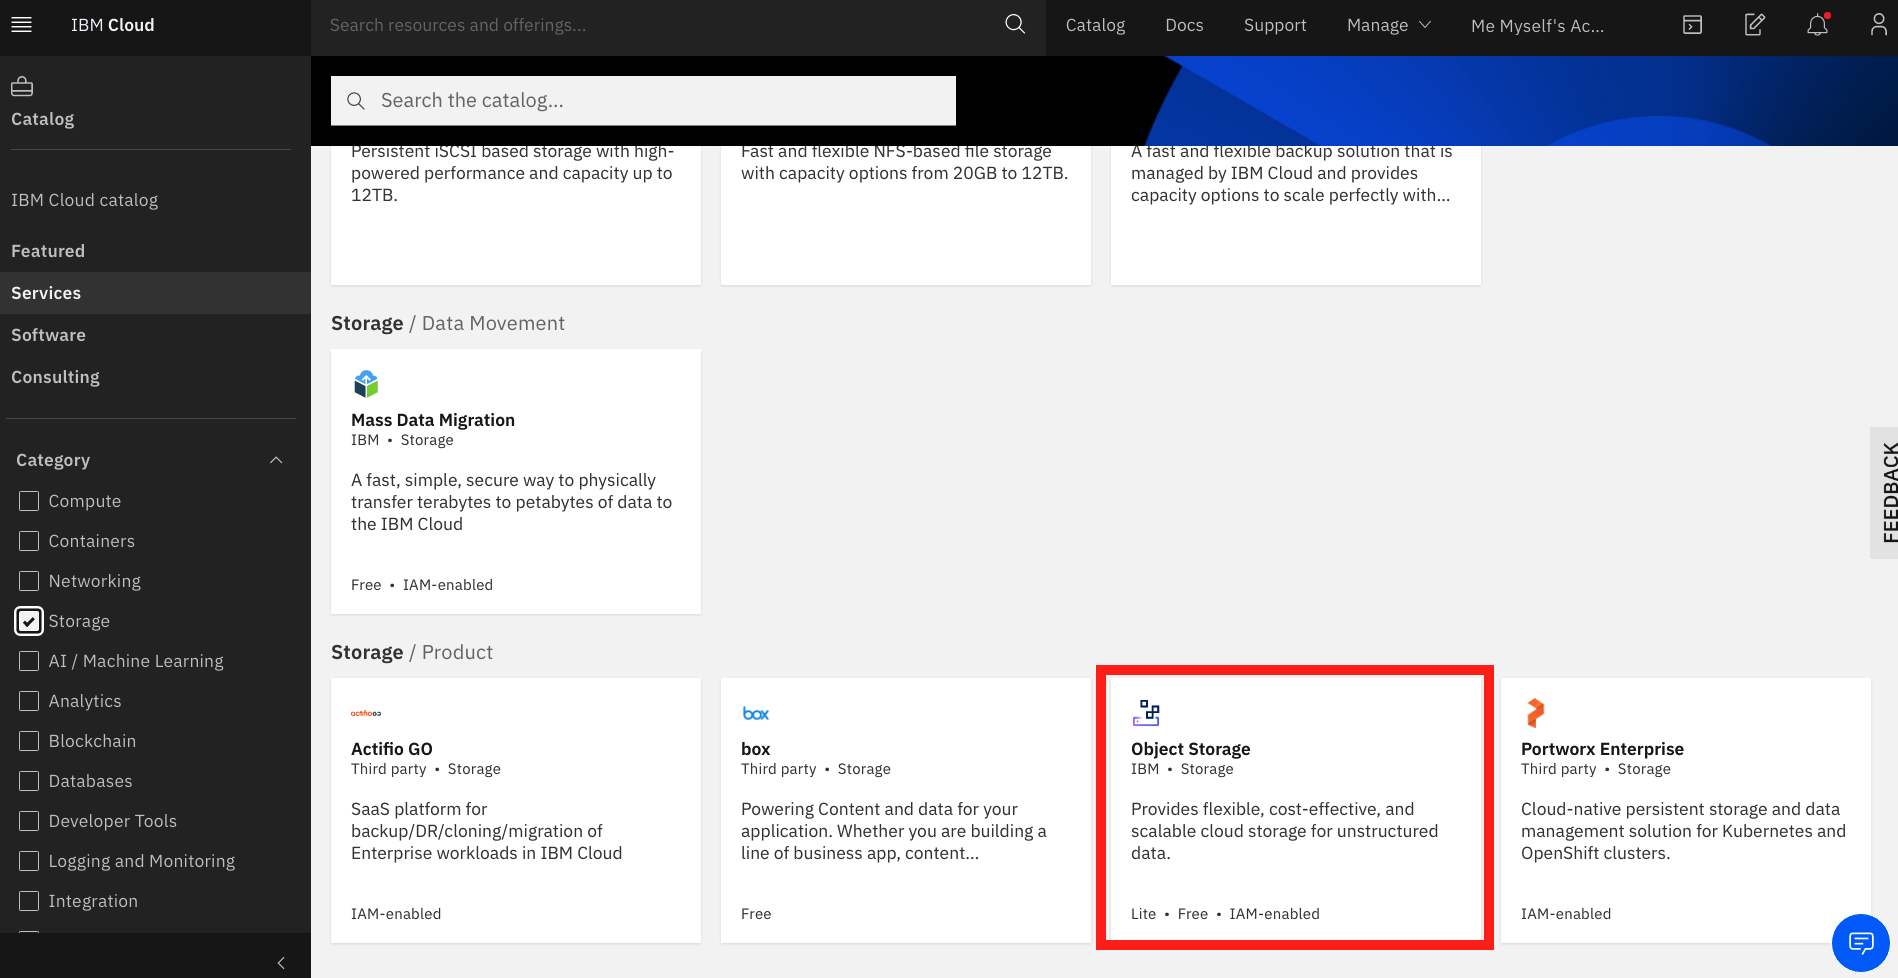 IBM Cloud
Search resources and offerings...
Catalog
Docs
Support
Manage
Me Myself's Ac...
Catalog
IBM Cloud catalog
Featured
Services
Software
Consulting
Category
Compute
Containers
Networking
Storage
AI / Machine Learning
Analytics
Blockchain
Databases
Developer Tools
Logging and Monitoring
Integration
Search the catalog...
Persistent iSCSI based storage with high-
powered performance and capacity up to
12TB.
Fast and flexible NFS-based file storage
with capacity options from 20GB to 12TB.
A fast and flexible backup solution that is
managed by IBM Cloud and provides
capacity options to scale perfectly with...
Storage / Data Movement
Mass Data Migration
IBM • Storage
A fast, simple, secure way to physically
transfer terabytes to petabytes of data to
the IBM Cloud
Free • IAM-enabled
Storage / Product
actifio GO
Actifio GO
Third party • Storage
SaaS platform for
backup/DR/cloning/migration of
Enterprise workloads in IBM Cloud
IAM-enabled
box
box
Third party • Storage
Powering Content and data for your
application. Whether you are building a
line of business app, content...
Free
Object Storage
IBM • Storage
Provides flexible, cost-effective, and
scalable cloud storage for unstructured
data.
Lite • Free • IAM-enabled
Portworx Enterprise
Third party • Storage
Cloud-native persistent storage and data
management solution for Kubernetes and
OpenShift clusters.
IAM-enabled
FEEDBACK